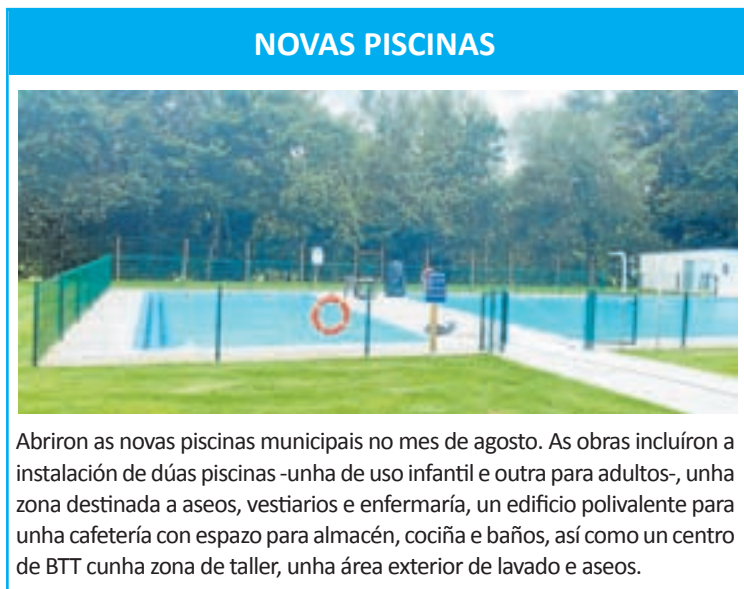 NOVAS PISCINAS
Abriron as novas piscinas municipais no mes de agosto. As obras incluíron a
instalación de dúas piscinas -unha de uso infantil e outra para adultos-, unha
zona destinada a aseos, vestiarios e enfermaría, un edificio polivalente para
unha cafetería con espazo para almacén, cociña e baños, así como un centro
de BTT cunha zona de taller, unha área exterior de lavado e aseos.